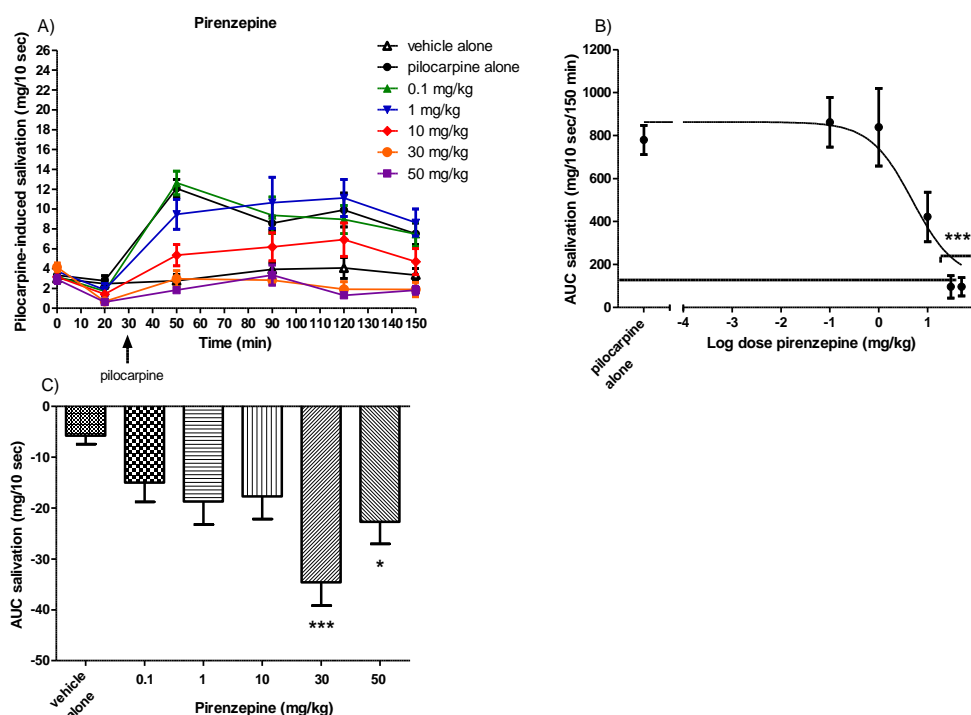 A)
Pirenzepine
Pilocarpine-induced salivation (mg/10 sec)
26
24
22
20
18
16
14
12
10
8
6
4
2
0
0 10 20 30 40 50 60 70 80 90 100 110 120 130 140 150
Time (min)
pilocarpine
vehicle alone
pilocarpine alone
0.1 mg/kg
1 mg/kg
10 mg/kg
30 mg/kg
50 mg/kg
B)
AUC salivation (mg/10 sec/150 min)
1200
1000
800
600
400
200
0
***
pilocarpine
alone
-4 -3 -2 -1 0 1
Log dose pirenzepine (mg/kg)
C)
AUC salivation (mg/10 sec)
0
-10
-20
-30
-40
-50
***
*
vehicle
alone
0.1 1 10 30 50
Pirenzepine (mg/kg)